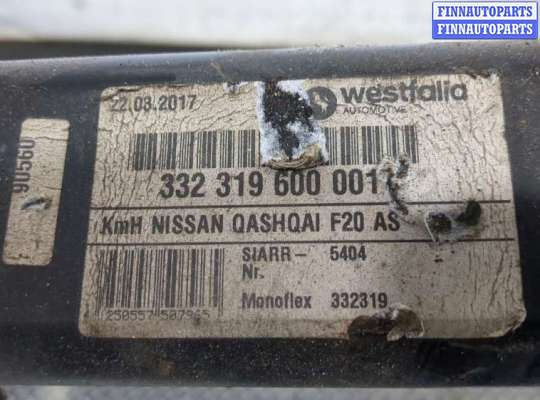 FINNAUTOPARTS
FINNAUTOPARTS
22.03.2017
westfalia
AUTOMOTIVE
332 319 600 001
KmH NISSAN QASHQAI F20 AS
SIARR- 5404
Nr.
Monoflex 332319
90560